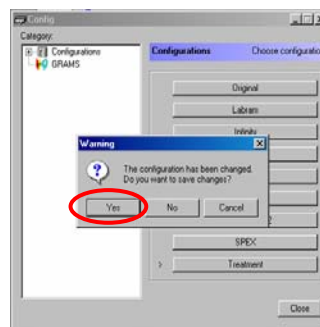 Config
Category:
Configurations
GRAMS
Configurations Choose configuratio
Original
Labram
Infinity
Warning
The configuration has been changed.
Do you want to save changes?
Yes No Cancel
SPEX
> Treatment
Close